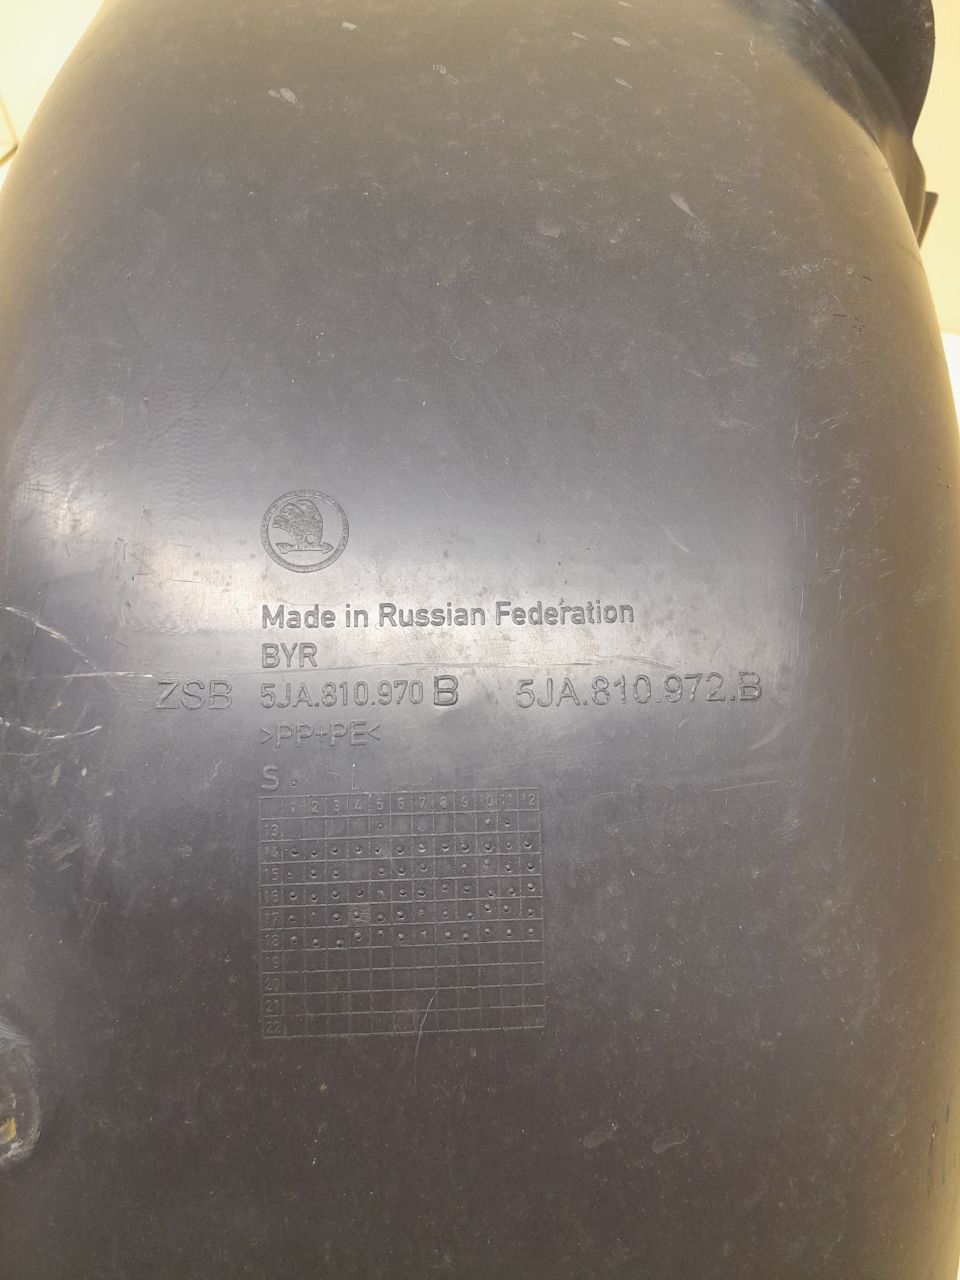 Made in Russian Federation
BYR
ZSB 5JA.810.970 B 5JA.810.972.B
>PP+PE<
S L
1 2 3 4 5 6 7 8 9 10 11 12
13
14
15
16
17
18
19
20
21
22